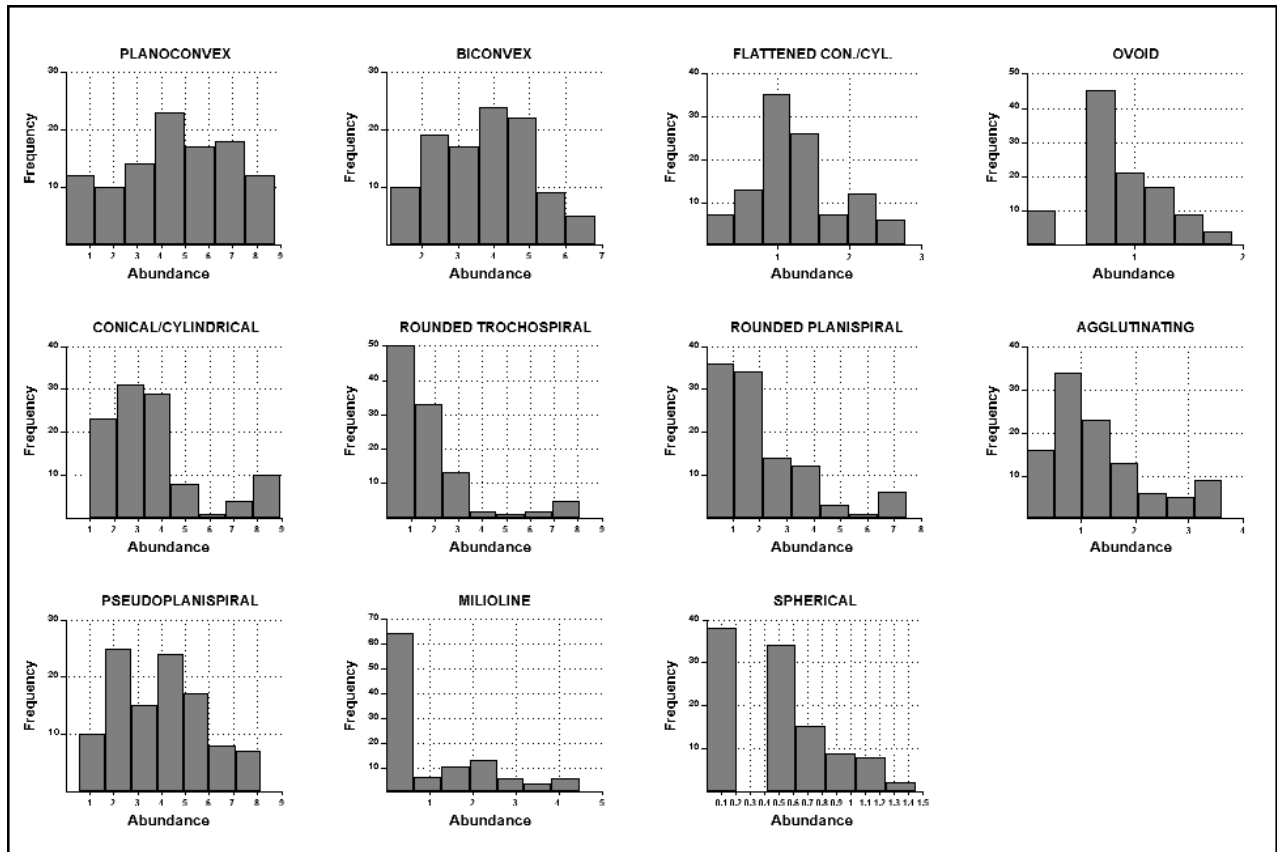 PLANOCONVEX
30
20
10
Frequency
1 2 3 4 5 6 7 8 9
Abundance
BICONVEX
30
20
10
Frequency
2 3 4 5 6 7
Abundance
FLATTENED CON./CYL.
40
30
20
10
Frequency
1 2 3
Abundance
OVOID
50
40
30
20
10
Frequency
1 2
Abundance
CONICAL/CYLINDRICAL
40
30
20
10
Frequency
1 2 3 4 5 6 7 8 9
Abundance
ROUNDED TROCHOSPIRAL
50
40
30
20
10
Frequency
1 2 3 4 5 6 7 8 9
Abundance
ROUNDED PLANISPIRAL
40
30
20
10
Frequency
1 2 3 4 5 6 7 8
Abundance
AGGLUTINATING
40
30
20
10
Frequency
1 2 3 4
Abundance
PSEUDOPLANISPIRAL
30
20
10
Frequency
1 2 3 4 5 6 7 8 9
Abundance
MILIOLINE
70
60
50
40
30
20
10
Frequency
1 2 3 4 5
Abundance
SPHERICAL
40
30
20
10
Frequency
0.1 0.2 0.3 0.4 0.5 0.6 0.7 0.8 0.9 1 1.1 1.2 1.3 1.4 1.5
Abundance